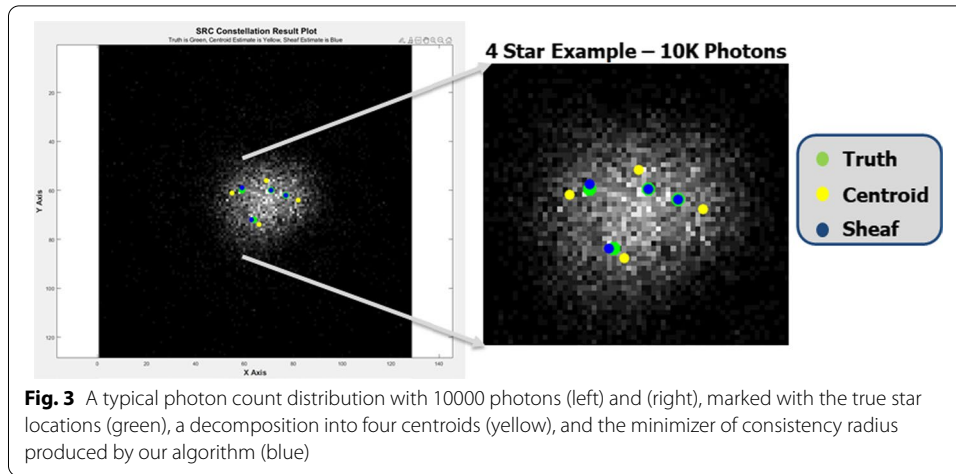 SRC Constellation Result Plot
Truth is Green, Centroid Estimate is Yellow, Sheaf Estimate is Blue
20
40
60
80
100
120
Y Axis
0
20
40
60
80
100
120
140
X Axis
4 Star Example – 10K Photons
Truth
Centroid
Sheaf
Fig. 3 A typical photon count distribution with 10000 photons (left) and (right), marked with the true star
locations (green), a decomposition into four centroids (yellow), and the minimizer of consistency radius
produced by our algorithm (blue)